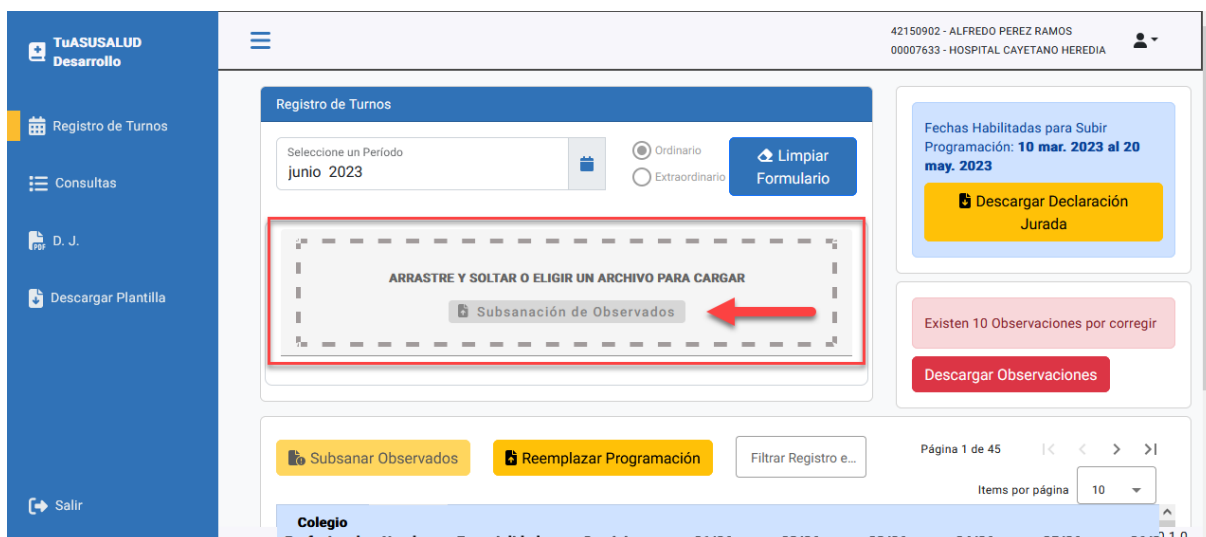 TuASUSALUD
Desarrollo
42150902 - ALFREDO PEREZ RAMOS
00007633 - HOSPITAL CAYETANO HEREDIA
Registro de Turnos
Consultas
PDF
D. J.
Descargar Plantilla
Salir
Registro de Turnos
Seleccione un Período
junio 2023
Ordinario
Extraordinario
Limpiar
Formulario
ARRASTRE Y SOLTAR O ELIGIR UN ARCHIVO PARA CARGAR
Subsanación de Observados
Fechas Habilitadas para Subir
Programación: 10 mar. 2023 al 20
may. 2023
Descargar Declaración
Jurada
Existen 10 Observaciones por corregir
Descargar Observaciones
Subsanar Observados
Reemplazar Programación
Filtrar Registro e...
Página 1 de 45
Items por página
10
Colegio